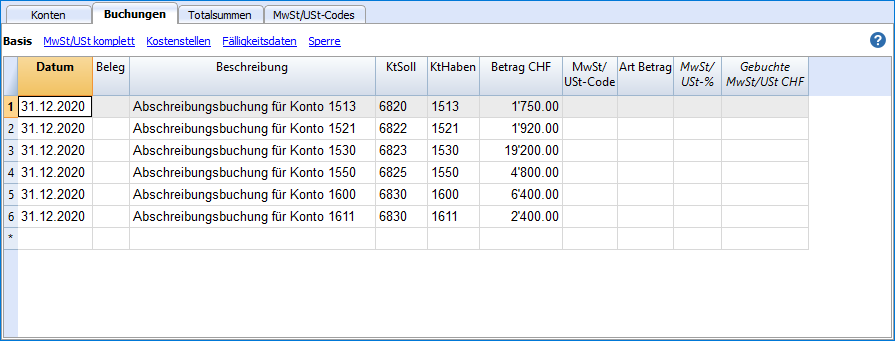 Konten Buchungen Totalsummen MwSt/USt-Codes
Basis MwSt/USt komplett Kostenstellen Fälligkeitsdaten Sperre ?
Datum Beleg Beschreibung KtSoll KtHaben Betrag CHF MwSt/ Art Betrag MwSt/ Gebuchte
USt-Code USt-% MwSt/USt CHF
1 31.12.2020 Abschreibungsbuchung für Konto 1513 6820 1513 1'750.00
2 31.12.2020 Abschreibungsbuchung für Konto 1521 6822 1521 1'920.00
3 31.12.2020 Abschreibungsbuchung für Konto 1530 6823 1530 19'200.00
4 31.12.2020 Abschreibungsbuchung für Konto 1550 6825 1550 4'800.00
5 31.12.2020 Abschreibungsbuchung für Konto 1600 6830 1600 6'400.00
6 31.12.2020 Abschreibungsbuchung für Konto 1611 6830 1611 2'400.00
*